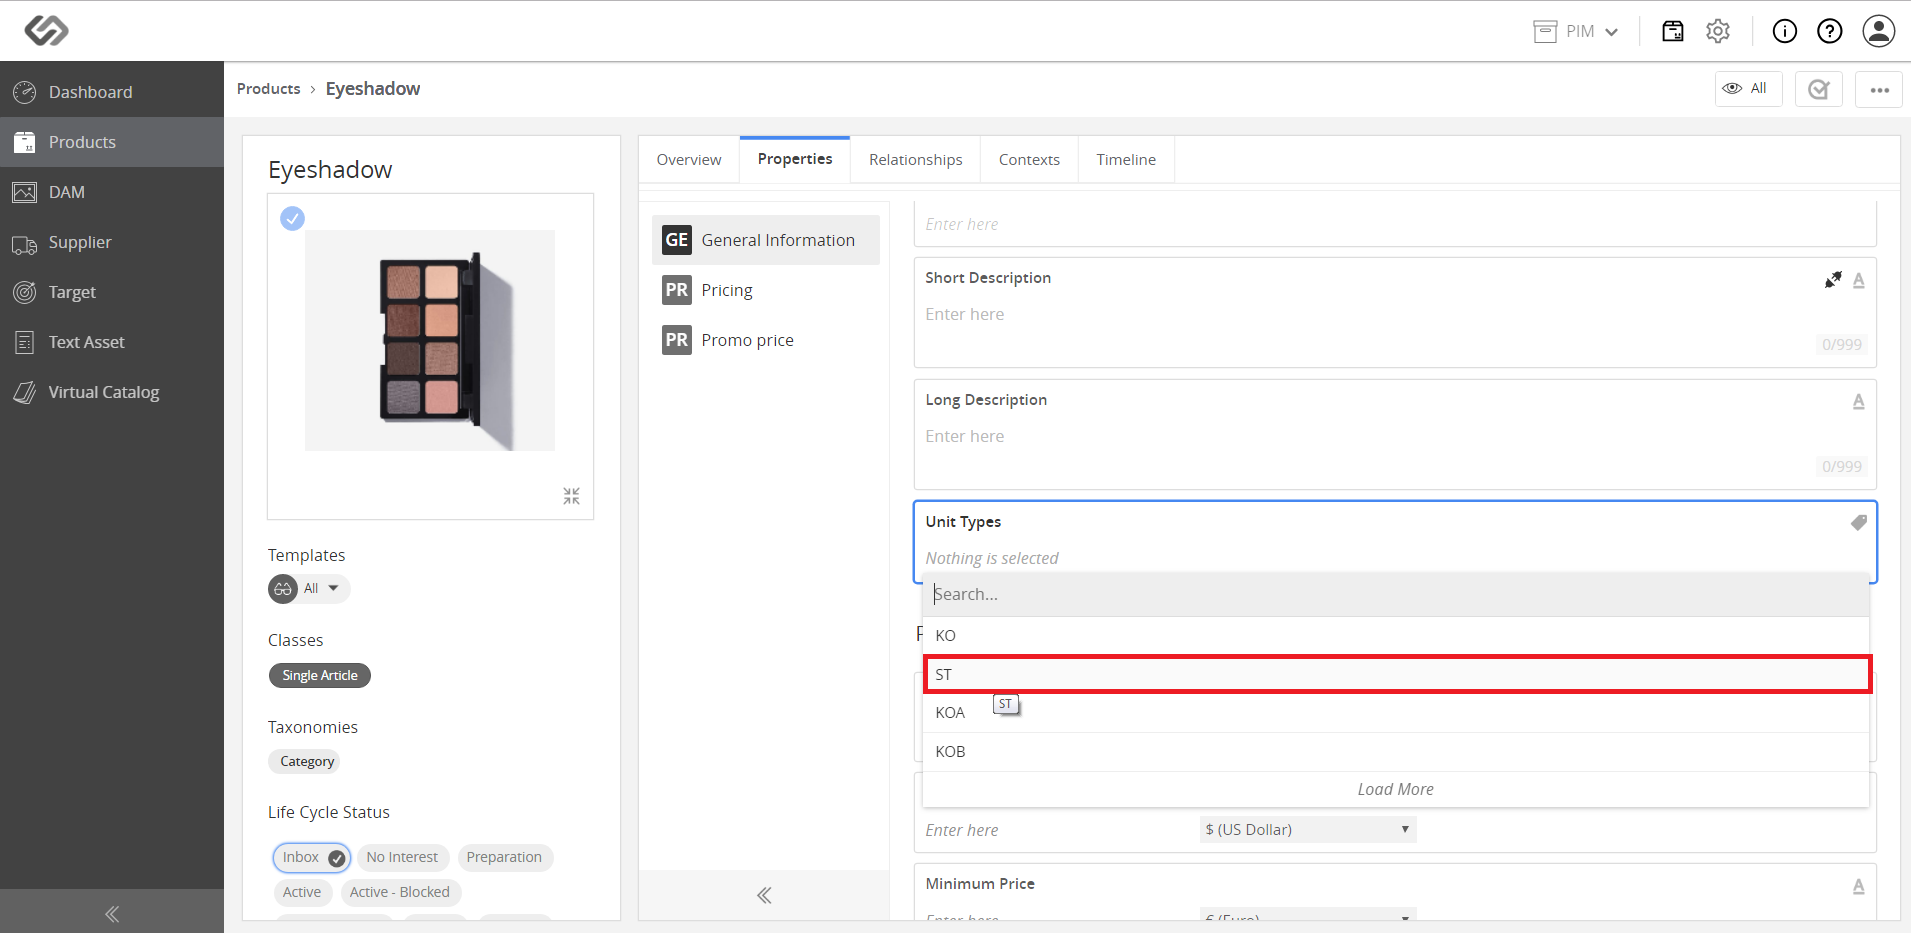 PIM
Dashboard
Products
DAM
Supplier
Target
Text Asset
Virtual Catalog
Products › Eyeshadow
All
Eyeshadow
Templates
All
Classes
Single Article
Taxonomies
Category
Life Cycle Status
Inbox No Interest Preparation
Active Active - Blocked
Overview Properties Relationships Contexts Timeline
GE General Information
PR Pricing
PR Promo price
Enter here
Short Description
A
Enter here
0/999
Long Description
A
Enter here
0/999
Unit Types
Nothing is selected
Search...
KO
ST
ST
KOA
KOB
Load More
Enter here $ (US Dollar)
Minimum Price
A
Enter here € (Euro)